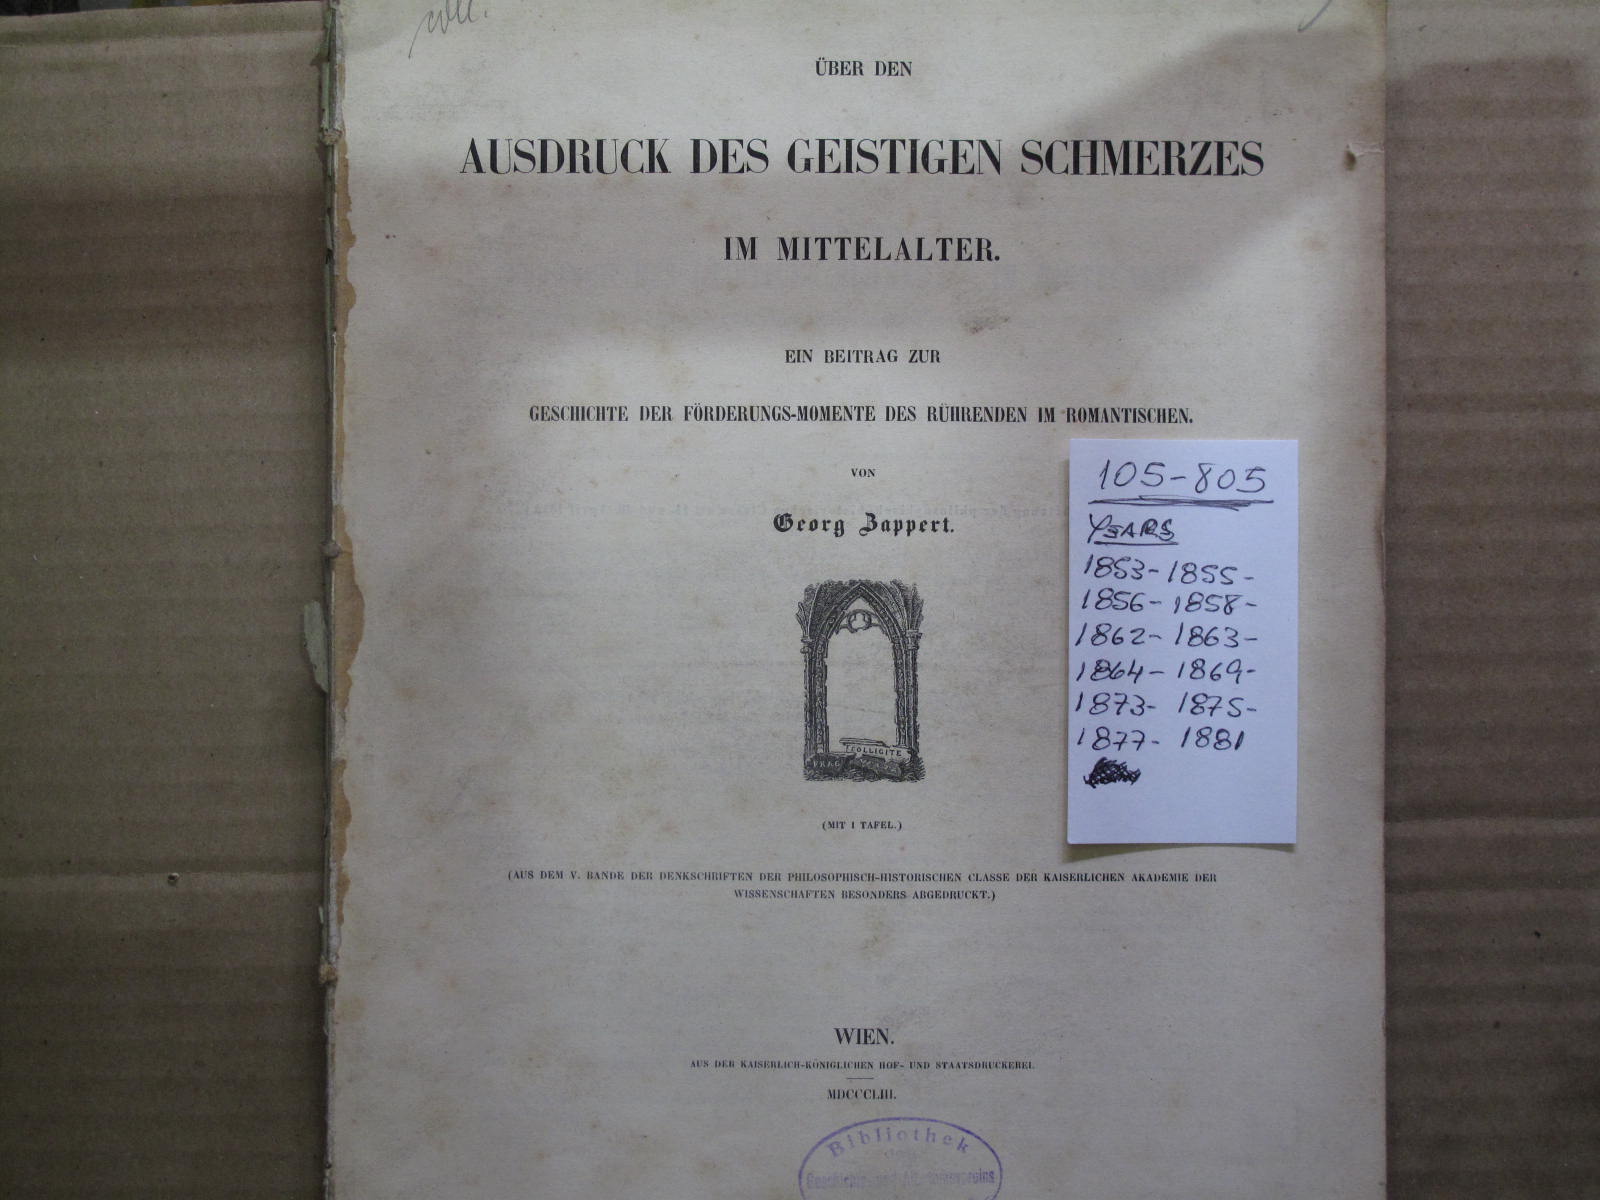 ÜBER DEN
AUSDRUCK DES GEISTIGEN SCHMERZES
IM MITTELALTER.
EIN BEITRAG ZUR
GESCHICHTE DER FÖRDERUNGS-MOMENTE DES RÜHRENDEN IM ROMANTISCHEN.
VON
Georg Zappert.
COLLIGITE
FRAG
(MIT 1 TAFEL.)
(AUS DEM V. BANDE DER DENKSCHRIFTEN DER PHILOSOPHISCH-HISTORISCHEN CLASSE DER KAISERLICHEN AKADEMIE DER
WISSENSCHAFTEN BESONDERS ABGEDRUCKT.)
WIEN.
AUS DER KAISERLICH-KÖNIGLICHEN HOF- UND STAATSDRUCKEREI.
MDCCCLIII.
Bibliothek
105-805
YEARS
1853- 1855-
1856- 1858-
1862- 1863-
1864- 1869-
1873- 1875-
1877- 1881